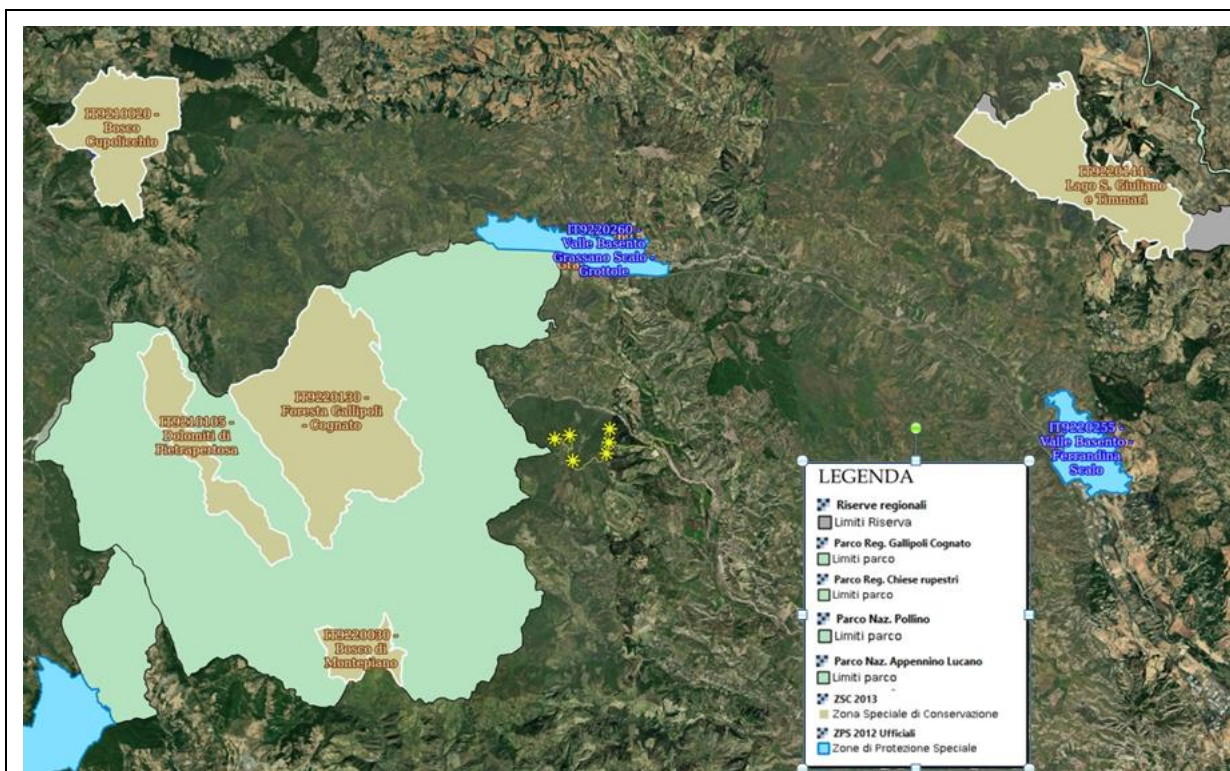 IT9210020 -
Bosco
Cupolicchio
IT9220144 -
Lago S. Giuliano
e Timmari
IT9220260 -
Valle Basento
Grassano Scalo -
Grottole
IT9220130 -
Foresta Gallipoli
- Cognato
IT9210105 -
Dolomiti di
Pietrapertosa
IT9220255 -
Valle Basento -
Ferrandina
Scalo
IT9220030 -
Bosco di
Montepiano
LEGENDA
Riserve regionali
Limiti Riserva
Parco Reg. Gallipoli Cognato
Limiti parco
Parco Reg. Chiese rupestri
Limiti parco
Parco Naz. Pollino
Limiti parco
Parco Naz. Appennino Lucano
Limiti parco
ZSC 2013
Zona Speciale di Conservazione
ZPS 2012 Ufficiali
Zone di Protezione Speciale